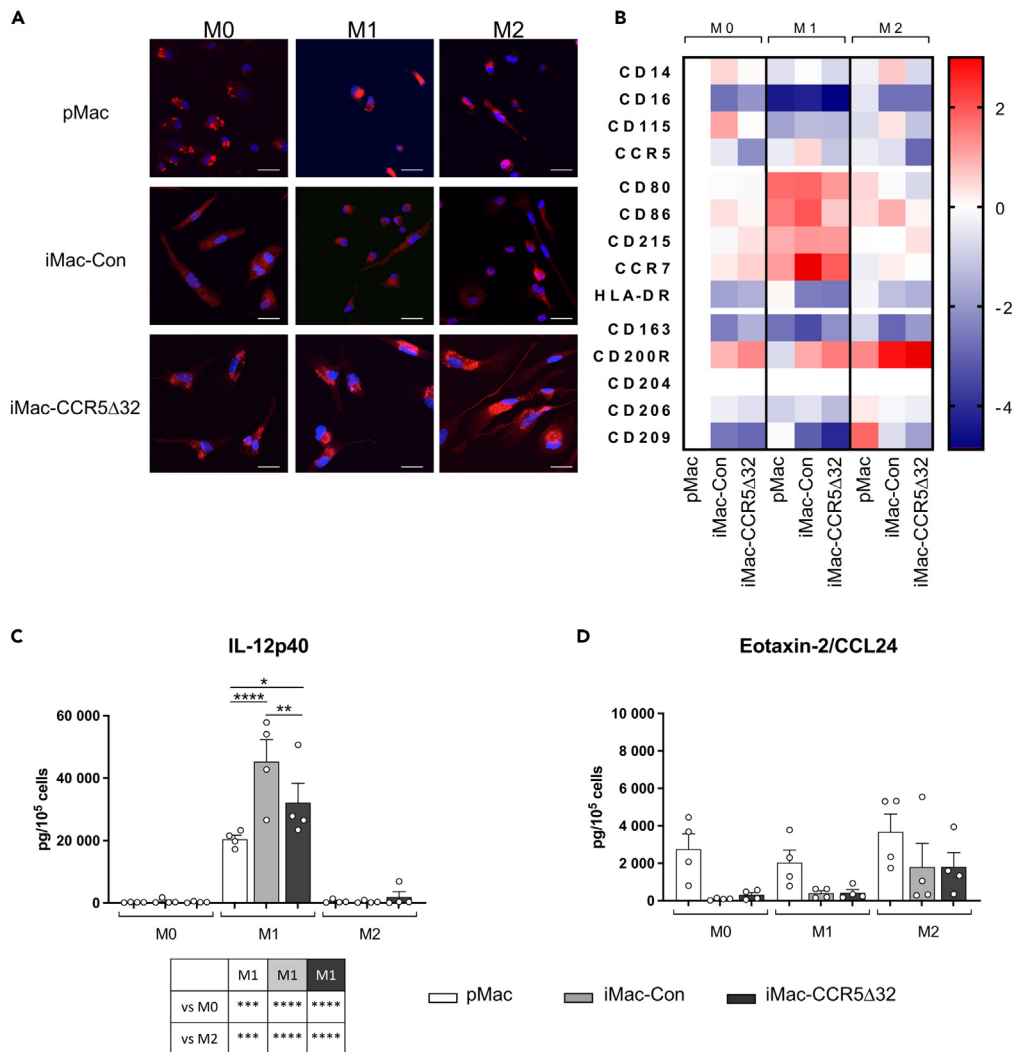 A
M0 M1 M2
pMac
iMac-Con
iMac-CCR5Δ32
B
M 0 M 1 M 2
CD14
CD16
CD115
CCR5
CD80
CD86
CD215
CCR7
HLA-DR
CD163
CD200R
CD204
CD206
CD209
2
0
-2
-4
pMac iMac-Con iMac-CCR5Δ32 pMac iMac-Con iMac-CCR5Δ32 pMac iMac-Con iMac-CCR5Δ32
C
IL-12p40
pg/10⁵ cells
60 000
40 000
20 000
0
*
****
**
M0 M1 M2
M1 M1 M1
vs M0 *** **** ****
vs M2 *** **** ****
D
Eotaxin-2/CCL24
pg/10⁵ cells
10 000
8 000
6 000
4 000
2 000
0
M0 M1 M2
pMac iMac-Con iMac-CCR5Δ32